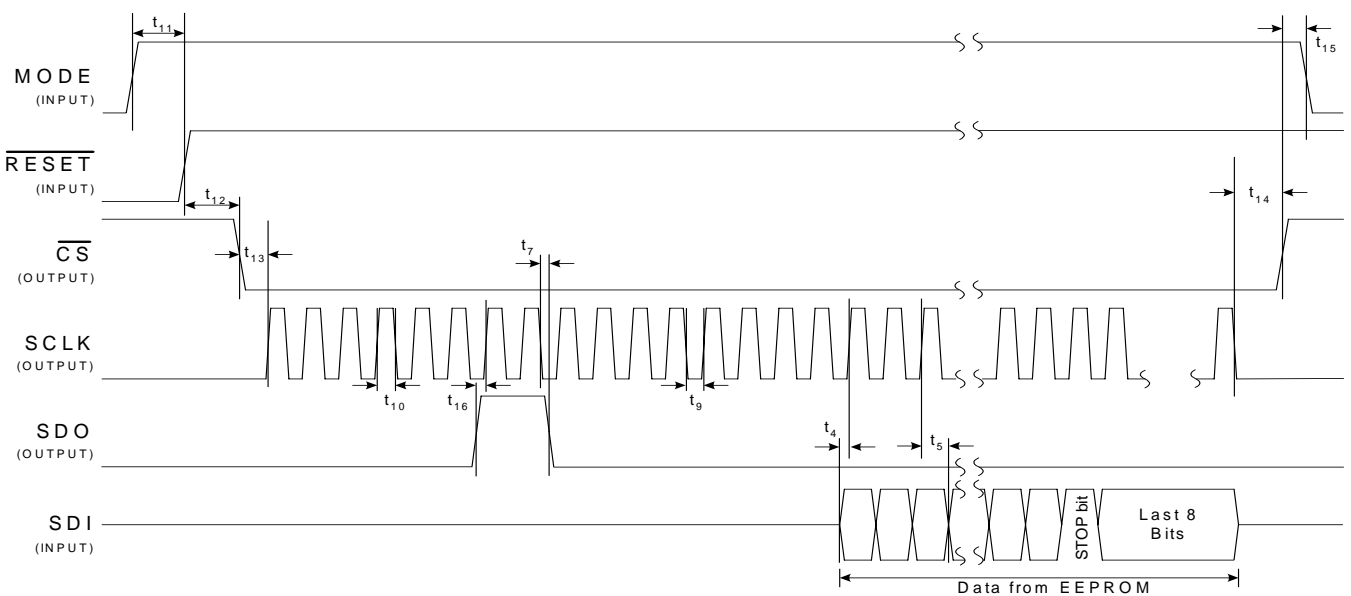 t11
t15
MODE
(INPUT)
RESET
(INPUT)
t12
t14
CS
(OUTPUT)
t13
t7
SCLK
(OUTPUT)
t10
t16
t9
SDO
(OUTPUT)
t4
t5
SDI
(INPUT)
STOP bit
Last 8
Bits
Data from EEPROM